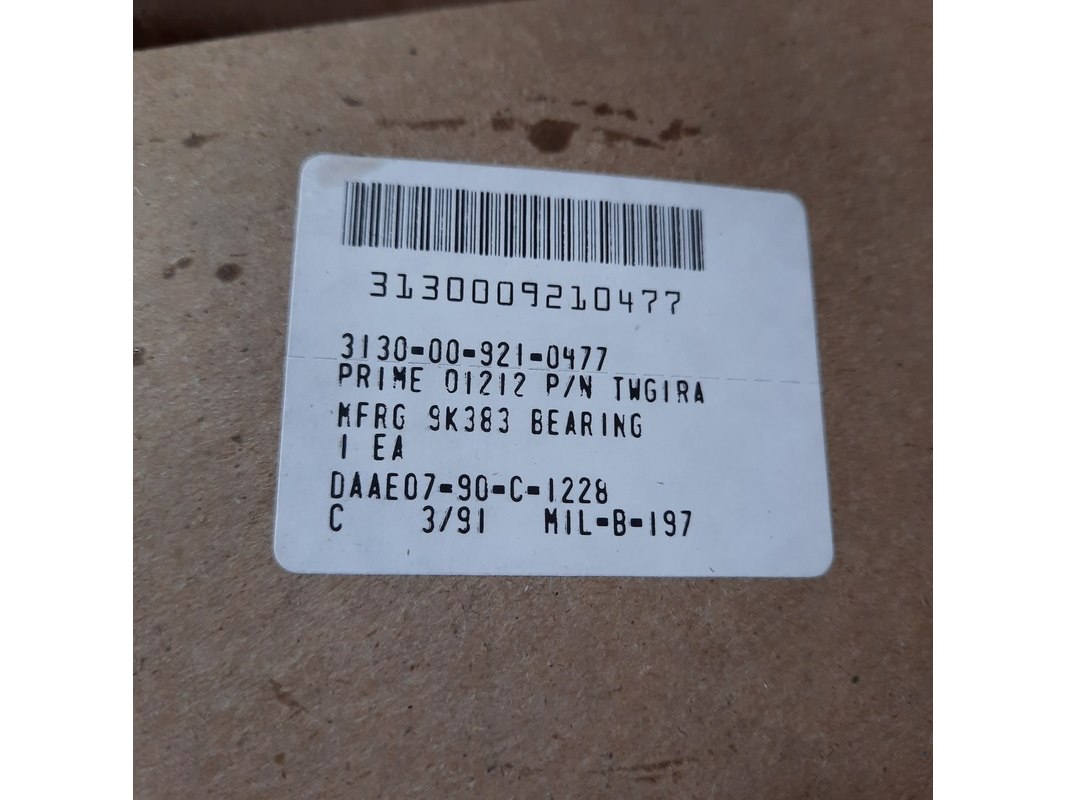 3130009210477
3130-00-921-0477
PRIME 01212 P/N TWG1RA
MFRG 9K383 BEARING
1 EA
DAAE07-90-C-1228
C 3/91 MIL-B-197